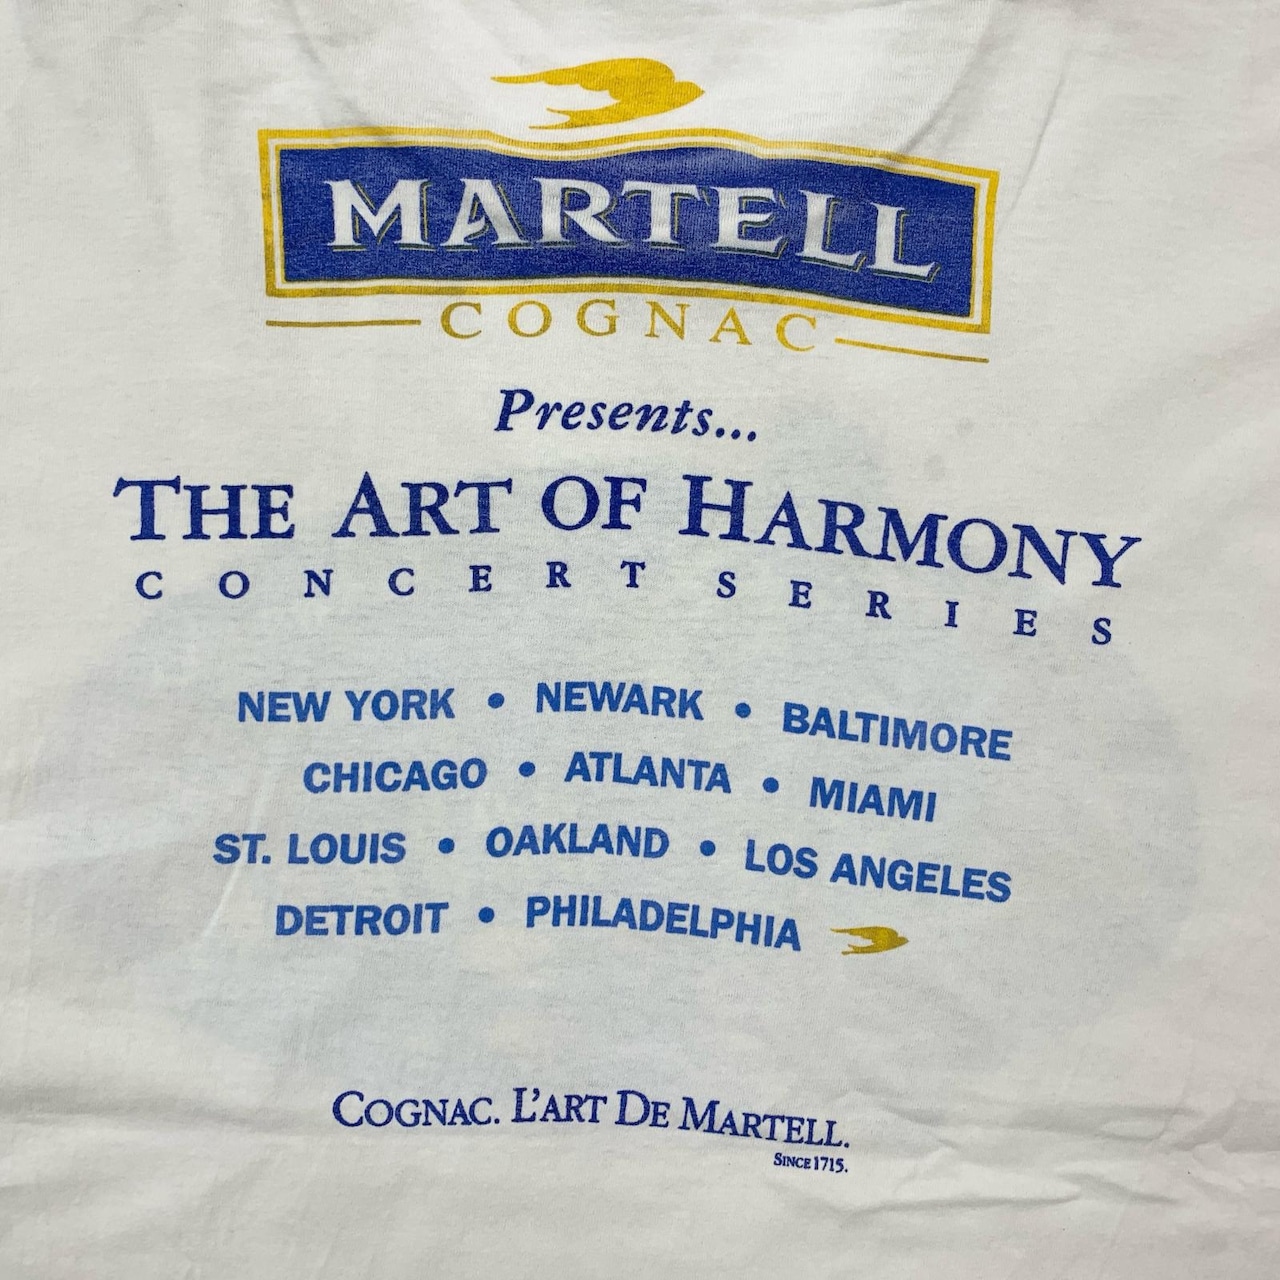 MARTELL
COGNAC
Presents...
THE ART OF HARMONY
CONCERT SERIES
NEW YORK • NEWARK • BALTIMORE
CHICAGO • ATLANTA • MIAMI
ST. LOUIS • OAKLAND • LOS ANGELES
DETROIT • PHILADELPHIA
COGNAC. L'ART DE MARTELL.
SINCE 1715.